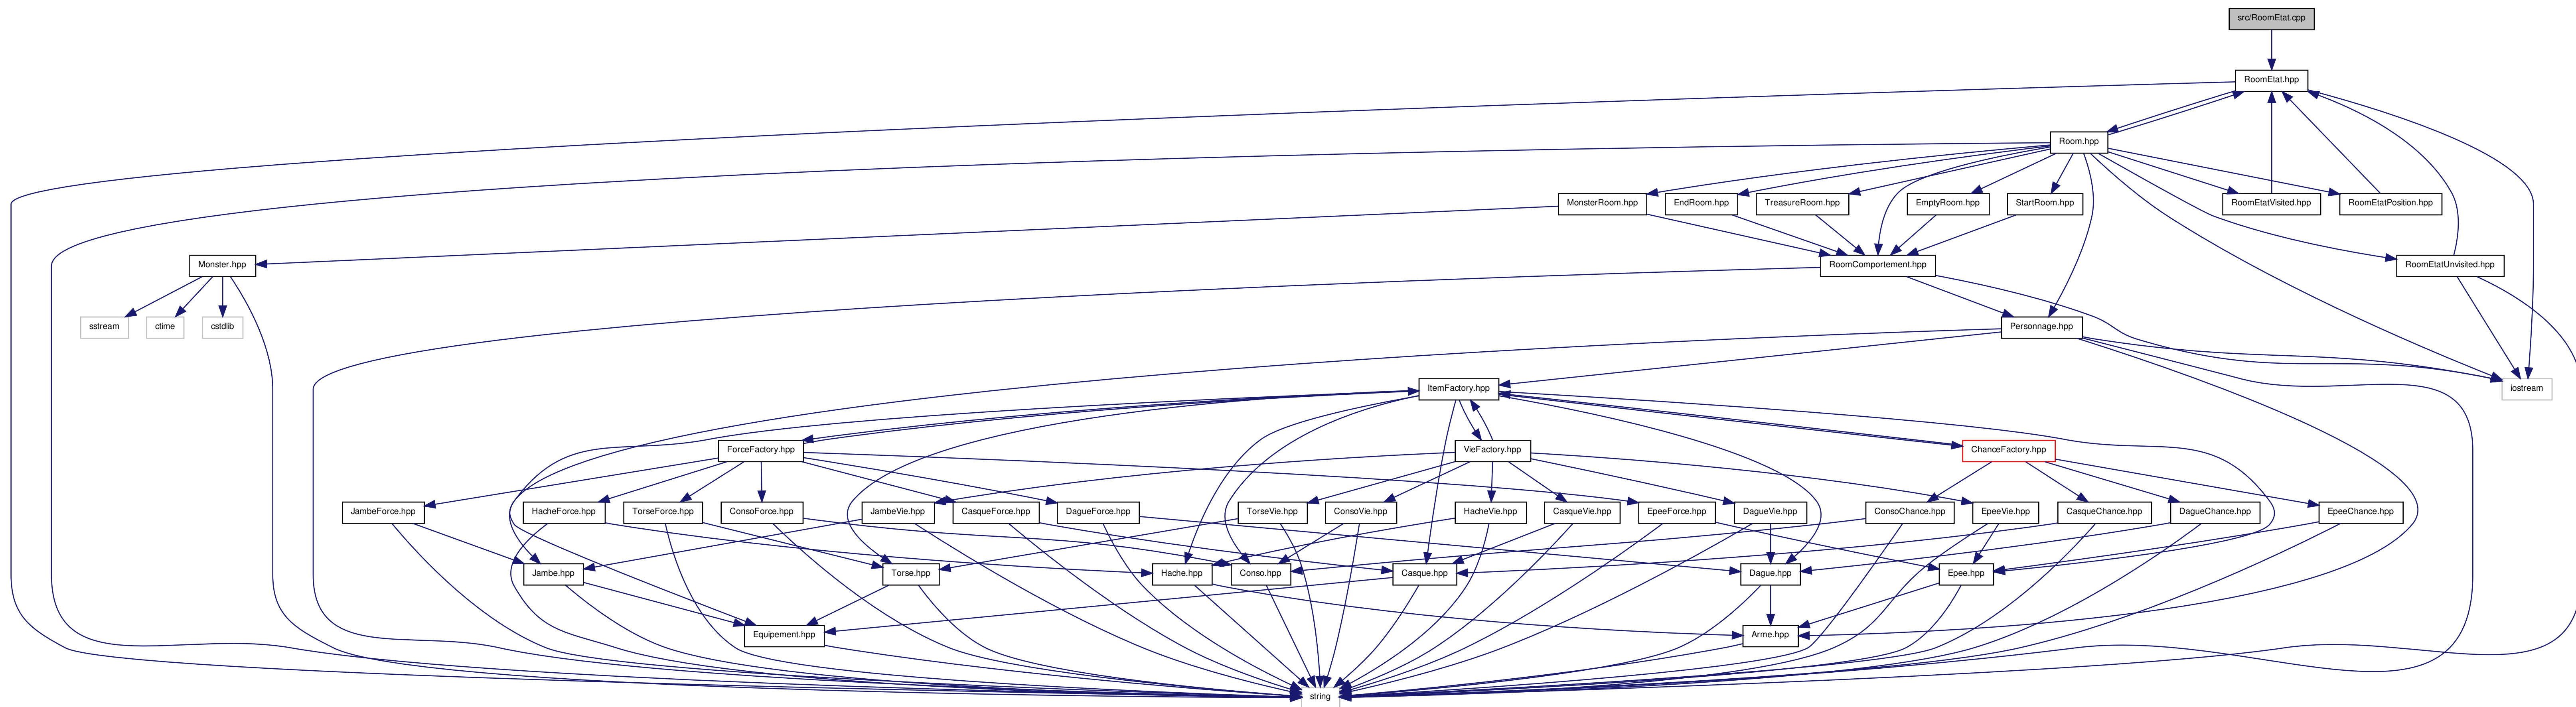 src/RoomEtat.cpp
RoomEtat.hpp
Room.hpp
MonsterRoom.hpp
EndRoom.hpp
TreasureRoom.hpp
EmptyRoom.hpp
StartRoom.hpp
RoomEtatVisited.hpp
RoomEtatPosition.hpp
Monster.hpp
RoomComportement.hpp
RoomEtatUnvisited.hpp
sstream
ctime
cstdlib
Personnage.hpp
ItemFactory.hpp
iostream
ForceFactory.hpp
VieFactory.hpp
ChanceFactory.hpp
JambeForce.hpp
HacheForce.hpp
TorseForce.hpp
ConsoForce.hpp
JambeVie.hpp
CasqueForce.hpp
DagueForce.hpp
TorseVie.hpp
ConsoVie.hpp
HacheVie.hpp
CasqueVie.hpp
EpeeForce.hpp
DagueVie.hpp
ConsoChance.hpp
EpeeVie.hpp
CasqueChance.hpp
DagueChance.hpp
EpeeChance.hpp
Jambe.hpp
Torse.hpp
Hache.hpp
Conso.hpp
Casque.hpp
Dague.hpp
Epee.hpp
Equipement.hpp
Arme.hpp
string